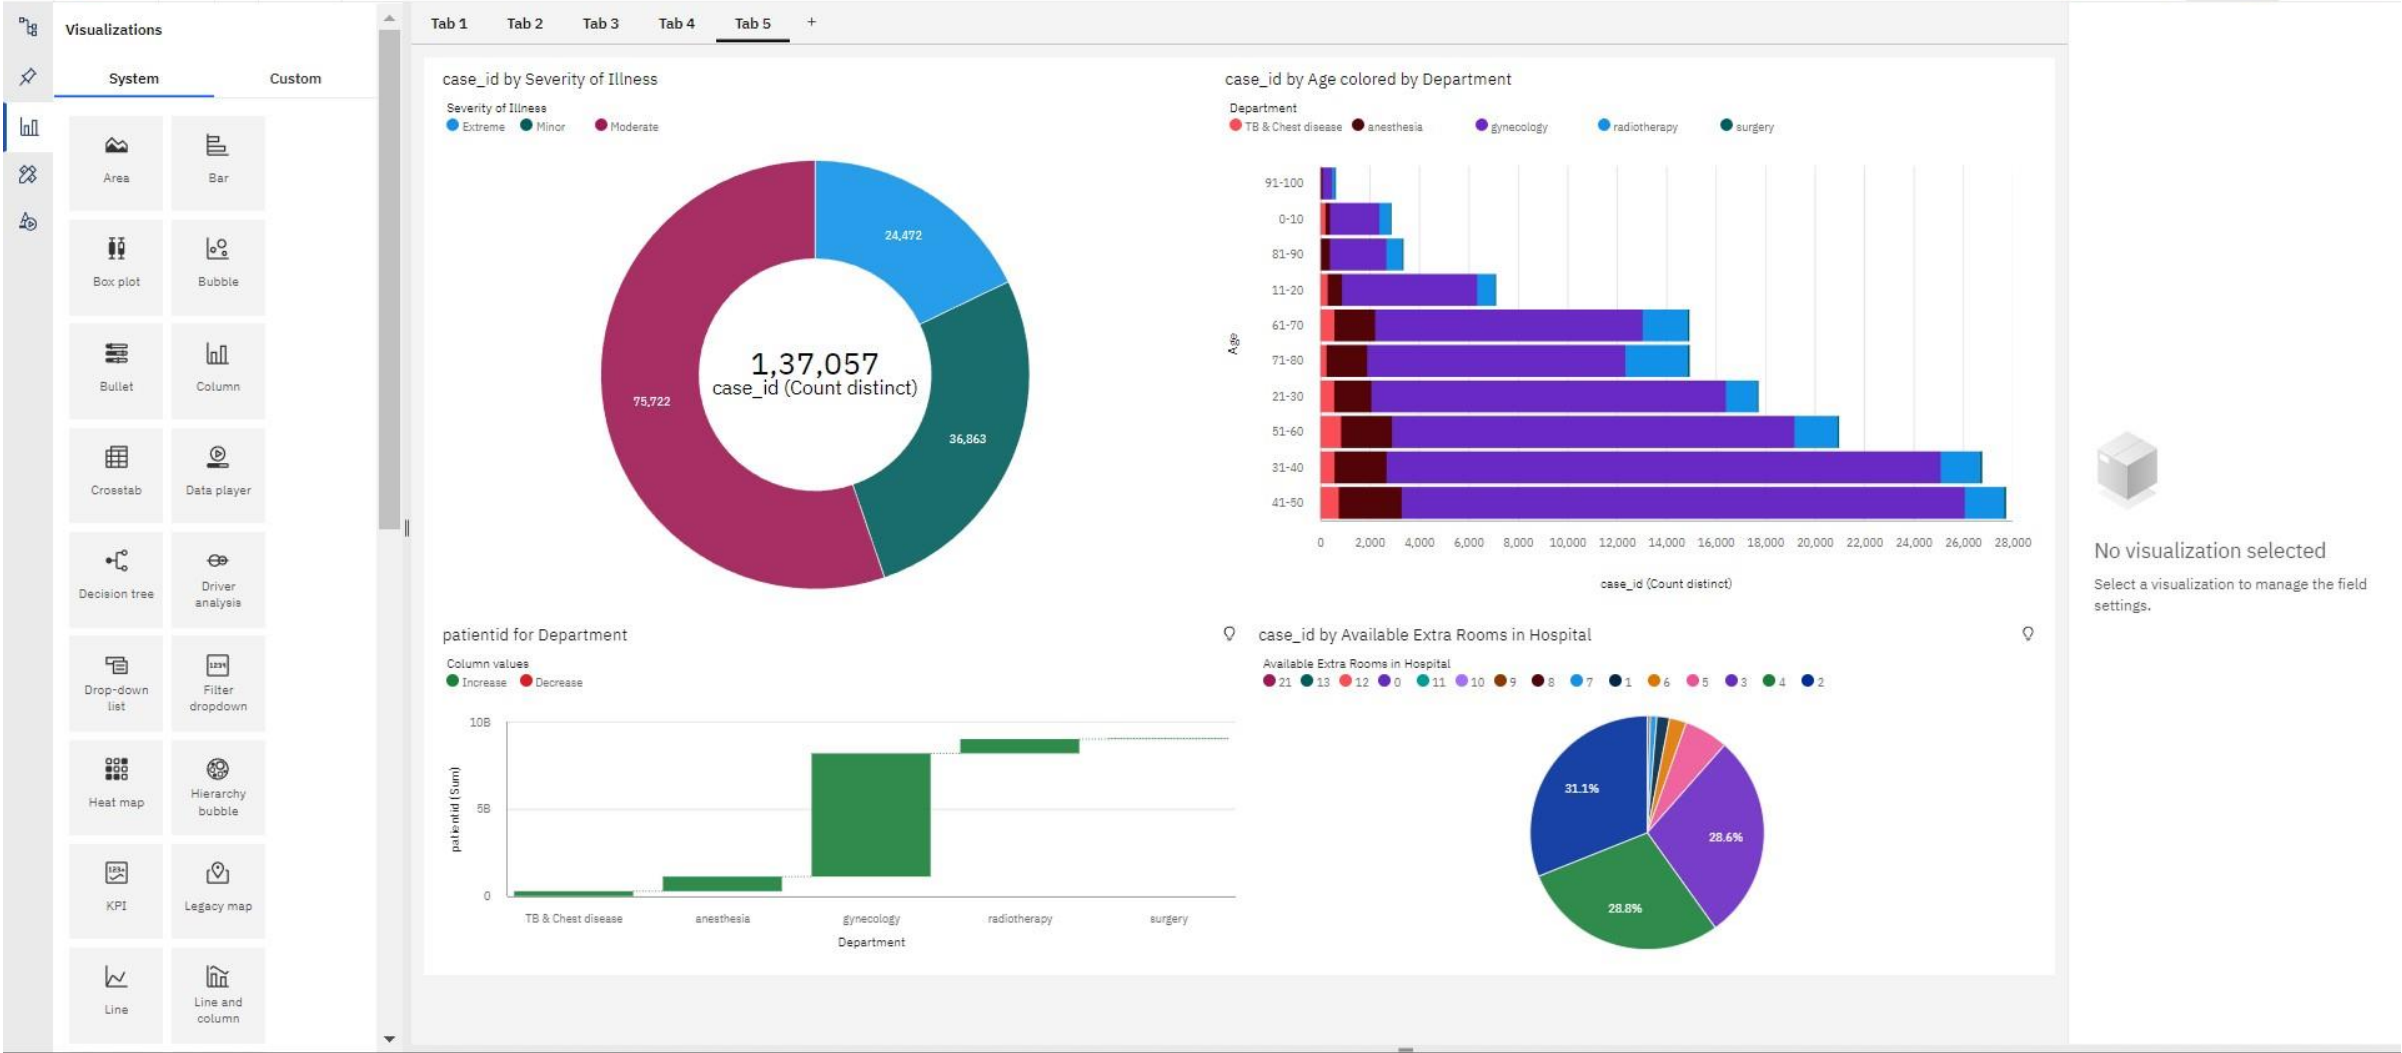 Visualizations
System Custom
Area Bar
Box plot Bubble
Bullet Column
Crosstab Data player
Decision tree Driver analysis
Drop-down list Filter dropdown
Heat map Hierarchy bubble
KPI Legacy map
Line Line and column
Tab 1 Tab 2 Tab 3 Tab 4 Tab 5 +
case_id by Severity of Illness
Severity of Illness
Extreme Minor Moderate
24,472
36,863
75,722
1,37,057
case_id (Count distinct)
case_id by Age colored by Department
Department
TB & Chest disease anesthesia gynecology radiotherapy surgery
Age
91-100
0-10
81-90
11-20
61-70
71-80
21-30
51-60
31-40
41-50
0 2,000 4,000 6,000 8,000 10,000 12,000 14,000 16,000 18,000 20,000 22,000 24,000 26,000 28,000
case_id (Count distinct)
patientid for Department
Column values
Increase Decrease
patientid (Sum)
10B
5B
0
TB & Chest disease anesthesia gynecology radiotherapy surgery
Department
case_id by Available Extra Rooms in Hospital
Available Extra Rooms in Hospital
21 13 12 0 11 10 9 8 7 1 6 5 3 4 2
31.1%
28.6%
28.8%
No visualization selected
Select a visualization to manage the field
settings.